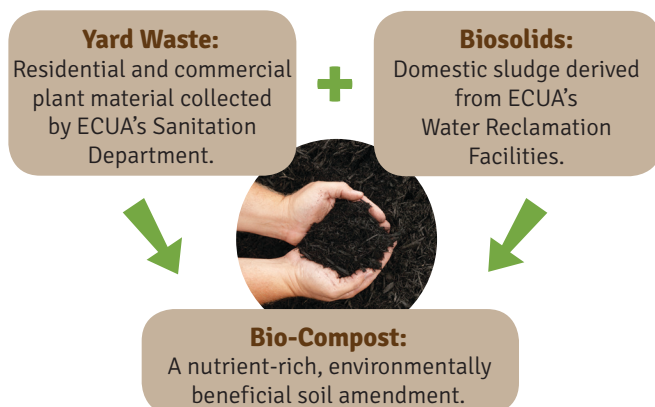 Yard Waste:
Residential and commercial
plant material collected
by ECUA's Sanitation
Department.
+
Biosolids:
Domestic sludge derived
from ECUA's
Water Reclamation
Facilities.
Bio-Compost:
A nutrient-rich, environmentally
beneficial soil amendment.